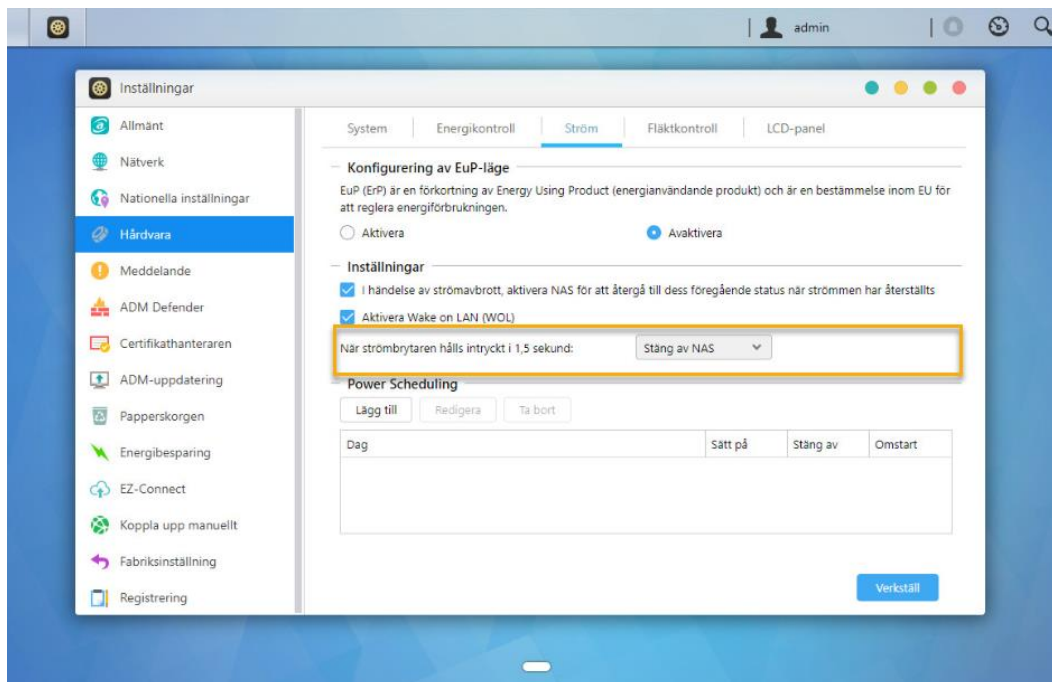 admin
Inställningar
Allmänt
Nätverk
Nationella inställningar
Hårdvara
Meddelande
ADM Defender
Certifikathanteraren
ADM-uppdatering
Papperskorgen
Energibesparing
EZ-Connect
Koppla upp manuellt
Fabriksinställning
Registrering
System Energikontroll Ström Fläktkontroll LCD-panel
Konfigurering av EuP-läge
EuP (ErP) är en förkortning av Energy Using Product (energianvändande produkt) och är en bestämmelse inom EU för
att reglera energiförbrukningen.
Aktivera Avaktivera
Inställningar
I händelse av strömavbrott, aktivera NAS för att återgå till dess föregående status när strömmen har återställts
Aktivera Wake on LAN (WOL)
När strömbrytaren hålls intryckt i 1,5 sekund: Stäng av NAS
Power Scheduling
Lägg till Redigera Ta bort
Dag Sätt på Stäng av Omstart
Verkställ